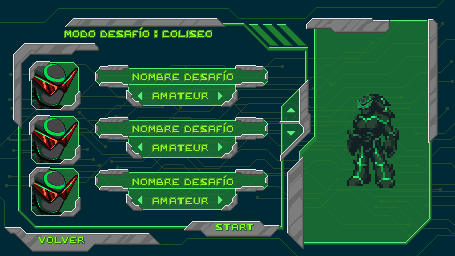 MODO DESAFÍO : COLISEO
NOMBRE DESAFÍO
AMATEUR
NOMBRE DESAFÍO
AMATEUR
NOMBRE DESAFÍO
AMATEUR
START
VOLVER